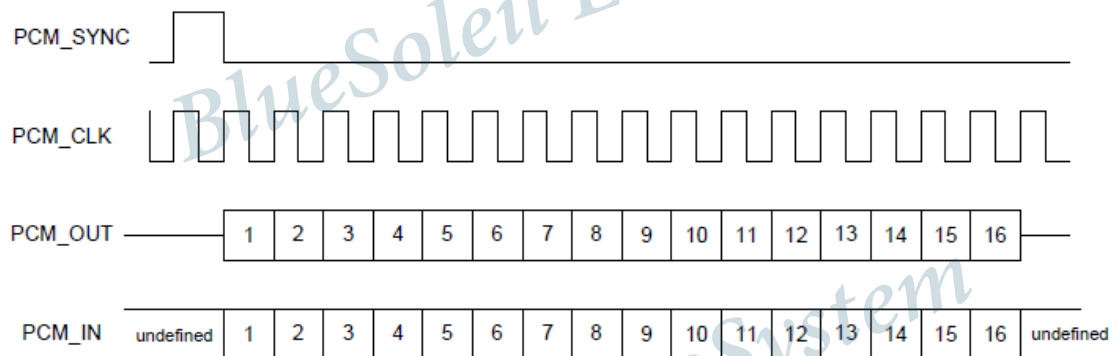 BlueSoleil
PCM_SYNC
PCM_CLK
PCM_OUT 1 2 3 4 5 6 7 8 9 10 11 12 13 14 15 16
PCM_IN undefined 1 2 3 4 5 6 7 8 9 10 11 12 13 14 15 16 undefined